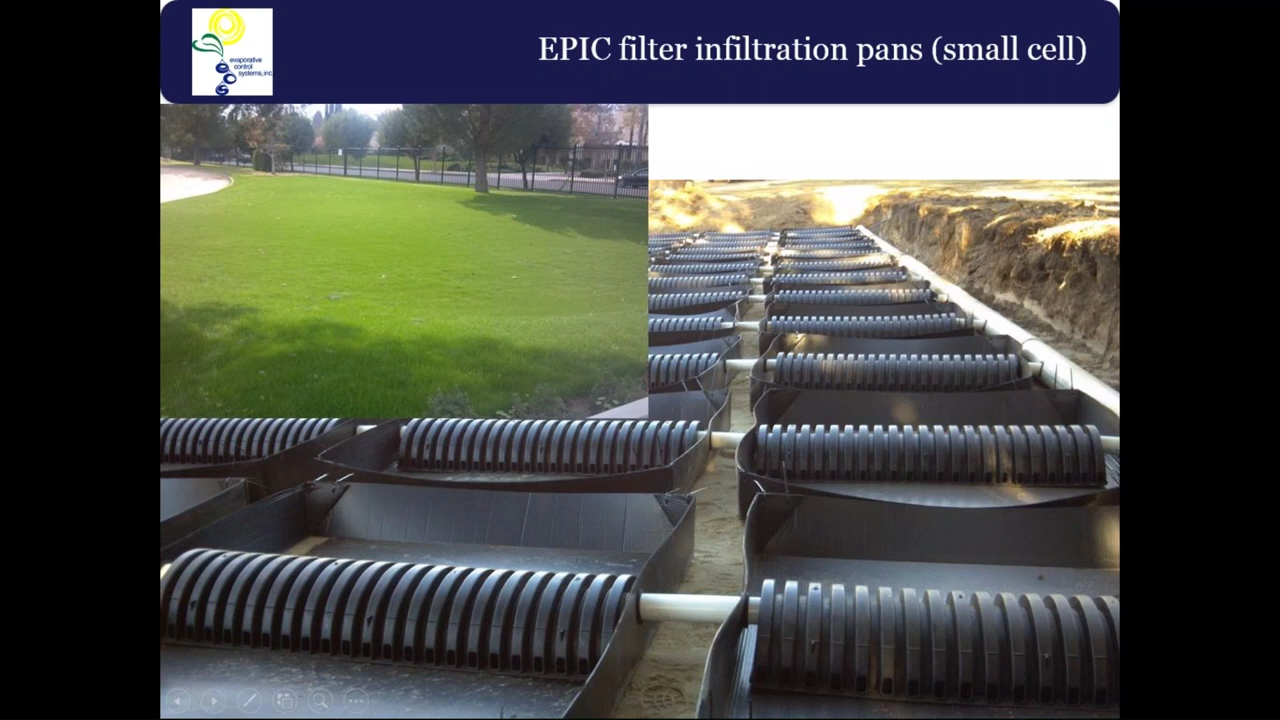 EPIC filter infiltration pans (small cell)
evaporative
control
systems, inc.
e
c
s